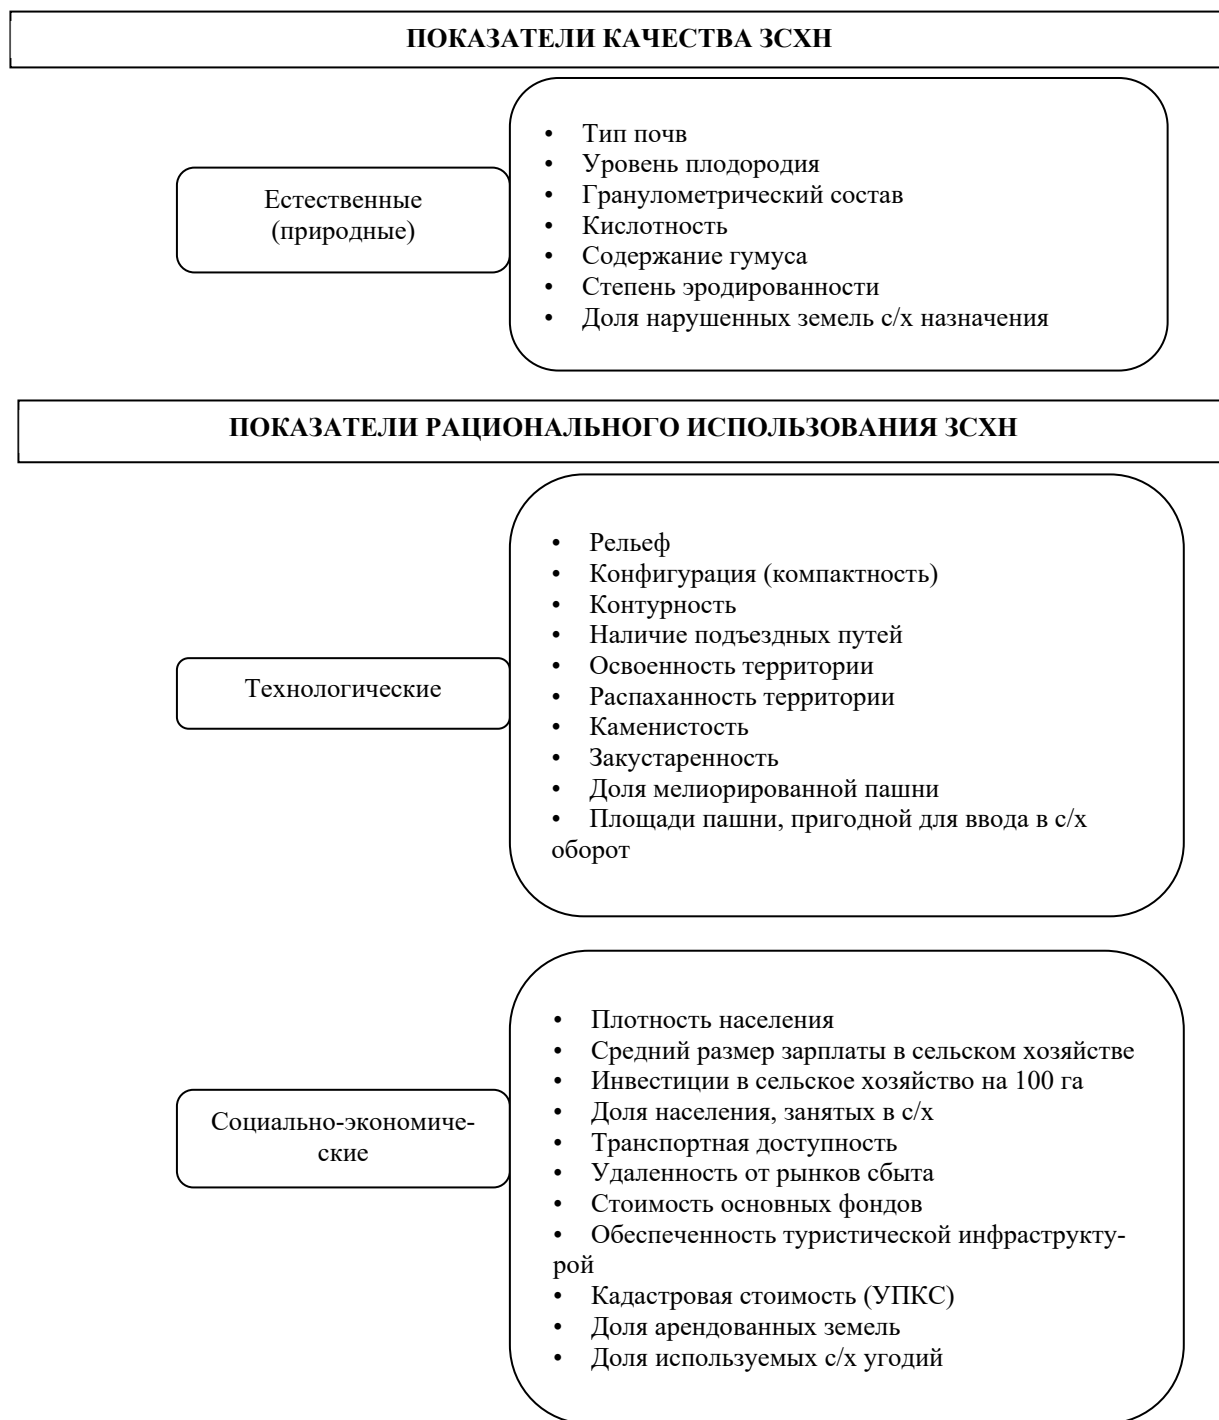 ПОКАЗАТЕЛИ КАЧЕСТВА ЗСХН
Естественные
(природные)
• Тип почв
• Уровень плодородия
• Гранулометрический состав
• Кислотность
• Содержание гумуса
• Степень эродированности
• Доля нарушенных земель с/х назначения
ПОКАЗАТЕЛИ РАЦИОНАЛЬНОГО ИСПОЛЬЗОВАНИЯ ЗСХН
Технологические
• Рельеф
• Конфигурация (компактность)
• Контурность
• Наличие подъездных путей
• Освоенность территории
• Распаханность территории
• Каменистость
• Закустаренность
• Доля мелиорированной пашни
• Площади пашни, пригодной для ввода в с/х
оборот
Социально-экономиче-
ские
• Плотность населения
• Средний размер зарплаты в сельском хозяйстве
• Инвестиции в сельское хозяйство на 100 га
• Доля населения, занятых в с/х
• Транспортная доступность
• Удаленность от рынков сбыта
• Стоимость основных фондов
• Обеспеченность туристической инфраструкту-
рой
• Кадастровая стоимость (УПКС)
• Доля арендованных земель
• Доля используемых с/х угодий